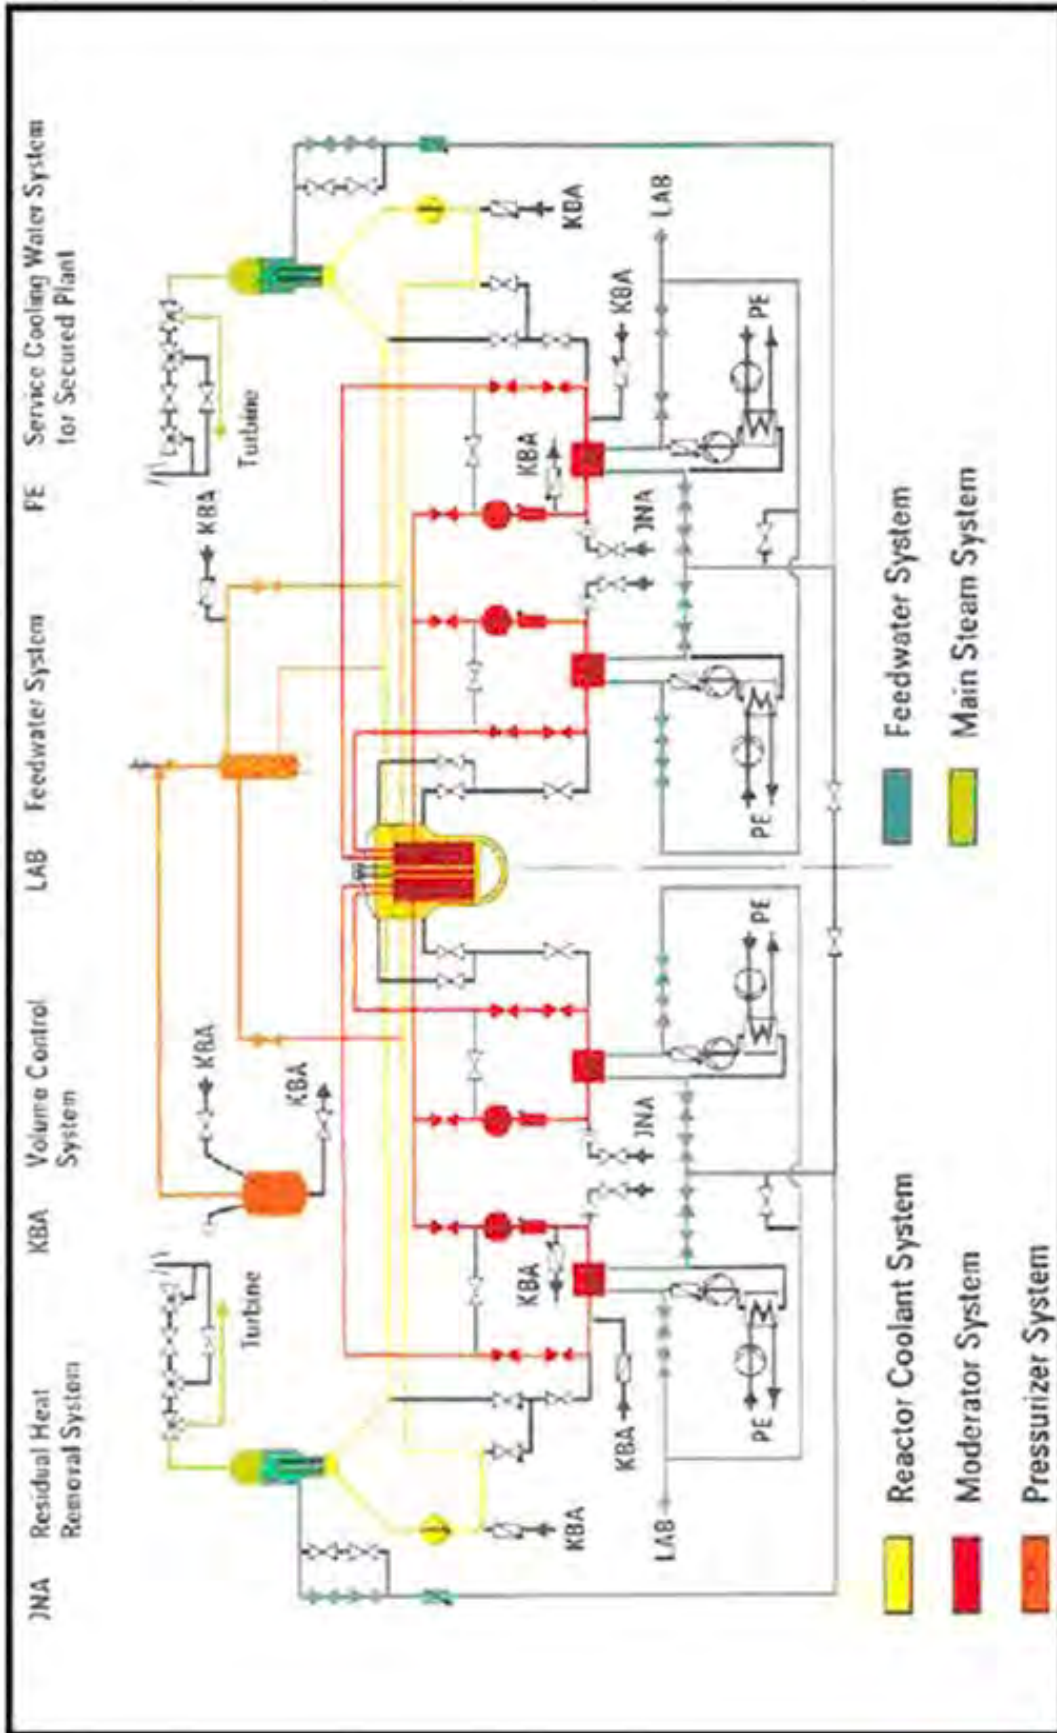 JNA Residual Heat
Removal System
KBA Volume Control
System
LAB Feedwater System
PE Service Cooling Water System
for Secured Plant
Turbine
KBA
KBA
KBA
Turbine
KBA
KBA
LAB
KBA
KBA
JNA
JNA
KBA
KBA
LAB
PE
PE
PE
PE
Reactor Coolant System
Moderator System
Pressurizer System
Feedwater System
Main Steam System